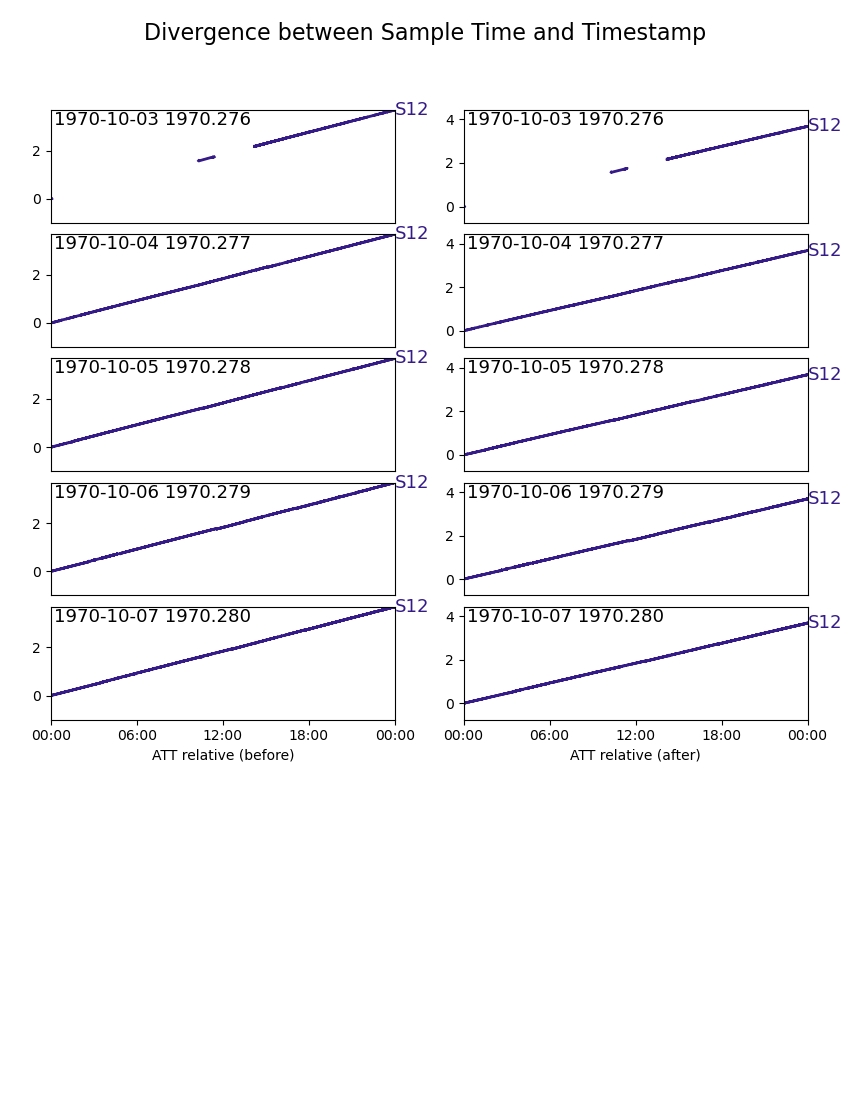 Divergence between Sample Time and Timestamp
1970-10-03 1970.276
S12
2
0
1970-10-03 1970.276
S12
4
2
0
1970-10-04 1970.277
S12
2
0
1970-10-04 1970.277
S12
4
2
0
1970-10-05 1970.278
S12
2
0
1970-10-05 1970.278
S12
4
2
0
1970-10-06 1970.279
S12
2
0
1970-10-06 1970.279
S12
4
2
0
1970-10-07 1970.280
S12
2
0
00:00 06:00 12:00 18:00 00:00
ATT relative (before)
1970-10-07 1970.280
S12
4
2
0
00:00 06:00 12:00 18:00 00:00
ATT relative (after)